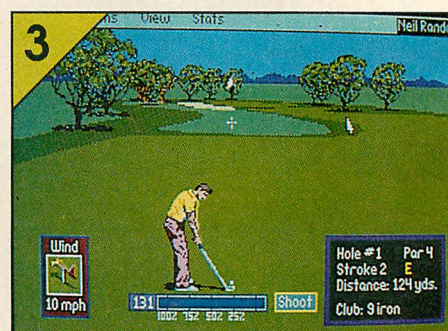 3
View Stats
Neil Rand
Hole #1 Par 4
Stroke 2 E
Distance: 124 yds.
Club: 9 iron
Wind
10 mph
131
100% 75% 50% 25%
Shoot